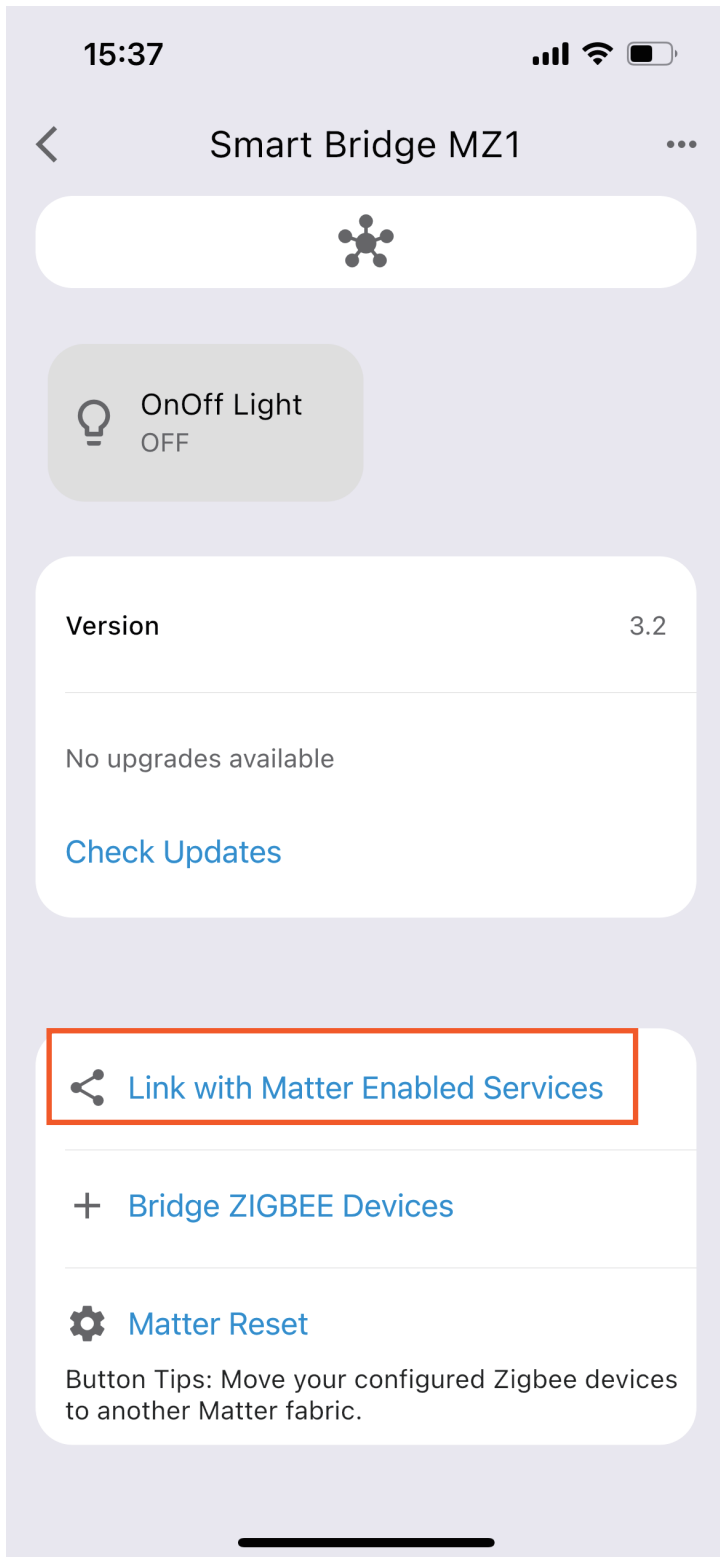 15:37
Smart Bridge MZ1
OnOff Light
OFF
Version 3.2
No upgrades available
Check Updates
Link with Matter Enabled Services
Bridge ZIGBEE Devices
Matter Reset
Button Tips: Move your configured Zigbee devices
to another Matter fabric.